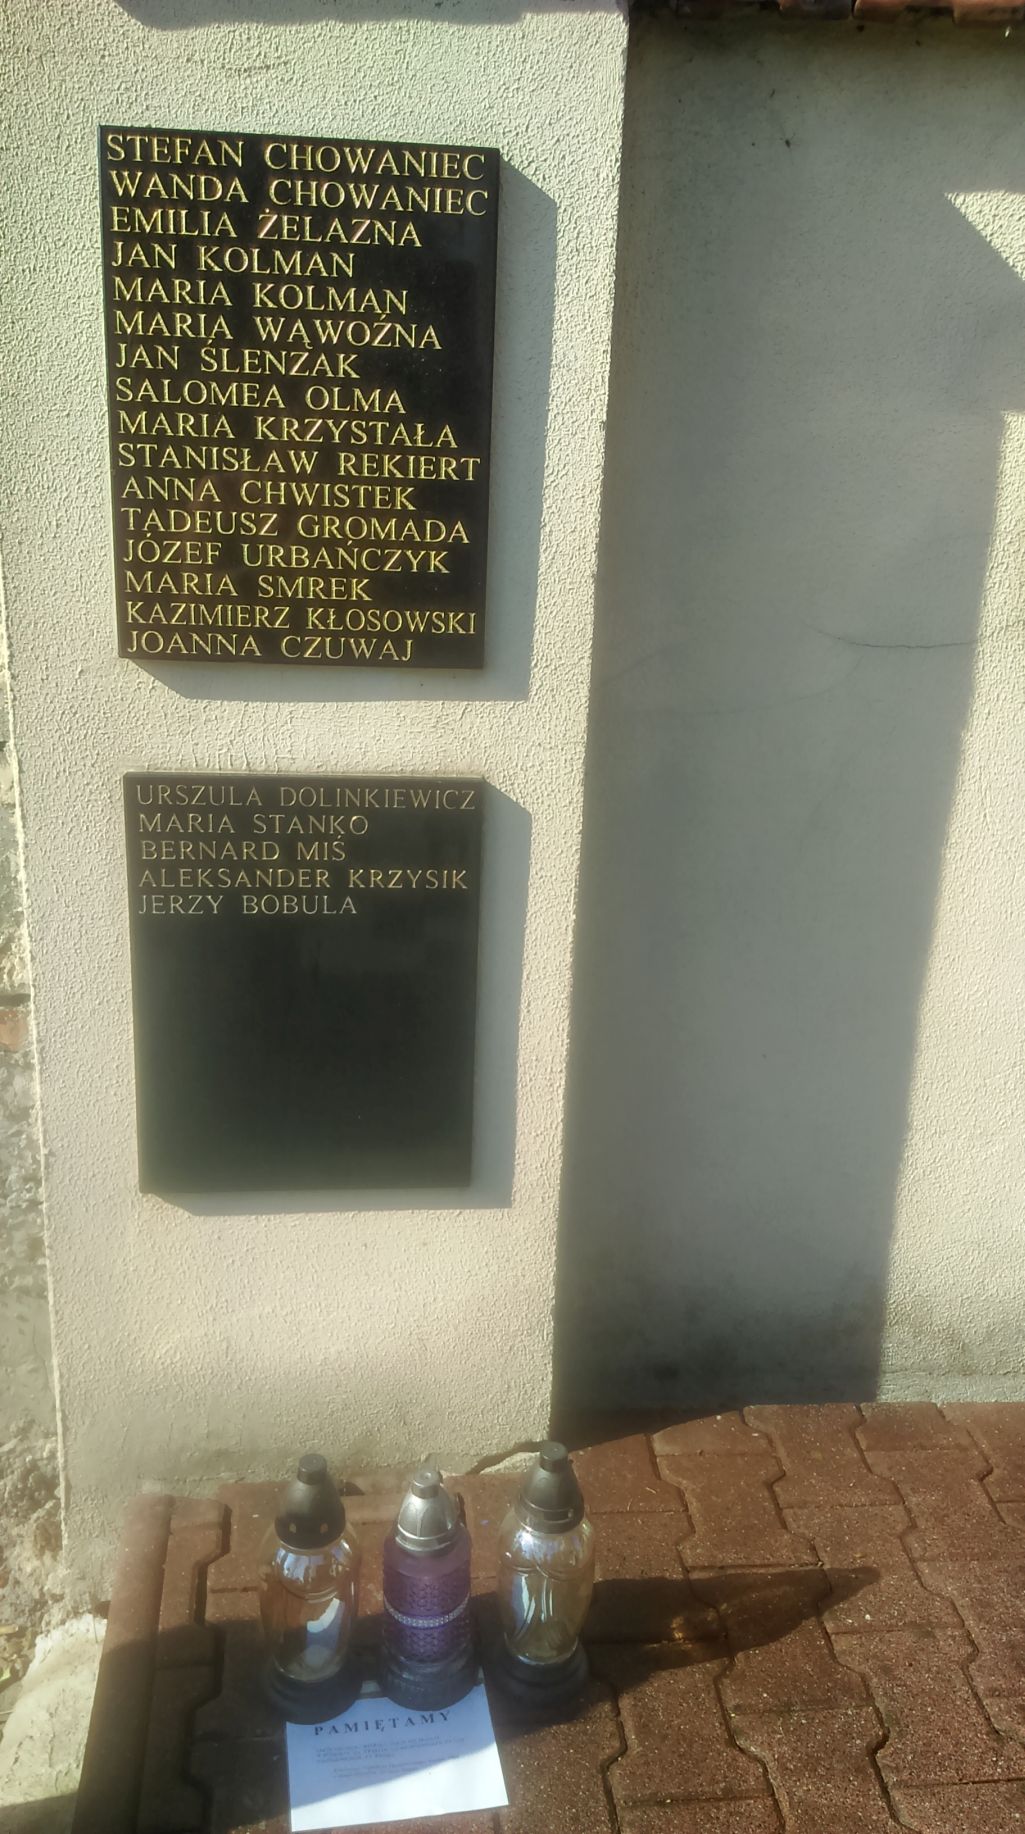 STEFAN CHOWANIEC
WANDA CHOWANIEC
EMILIA ŻELAZNA
JAN KOLMAN
MARIA KOLMAN
MARIA WĄWOŹNA
JAN ŚLENZAK
SALOMEA OLMA
MARIA KRZYSTAŁA
STANISŁAW REKIERT
ANNA CHWISTEK
TADEUSZ GROMADA
JÓZEF URBAŃCZYK
MARIA SMREK
KAZIMIERZ KŁOSOWSKI
JOANNA CZUWAJ
URSZULA DOLINKIEWICZ
MARIA STANKO
BERNARD MIŚ
ALEKSANDER KRZYSIK
JERZY BOBULA
PAMIĘTAMY